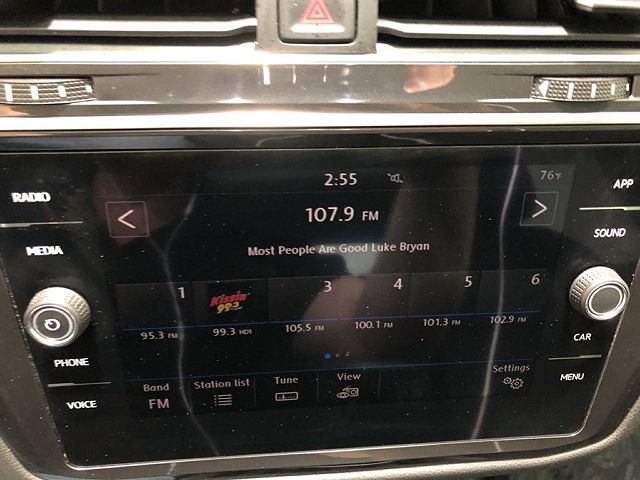 2:55 76°F
RADIO APP
107.9 FM
< >
MEDIA Most People Are Good Luke Bryan SOUND
1 Kissin' 99.3 3 4 5 6
95.3 FM 99.3 HD1 105.5 FM 100.1 FM 101.3 FM 102.9 FM
PHONE CAR
Band Station list Tune View Settings
FM
VOICE MENU